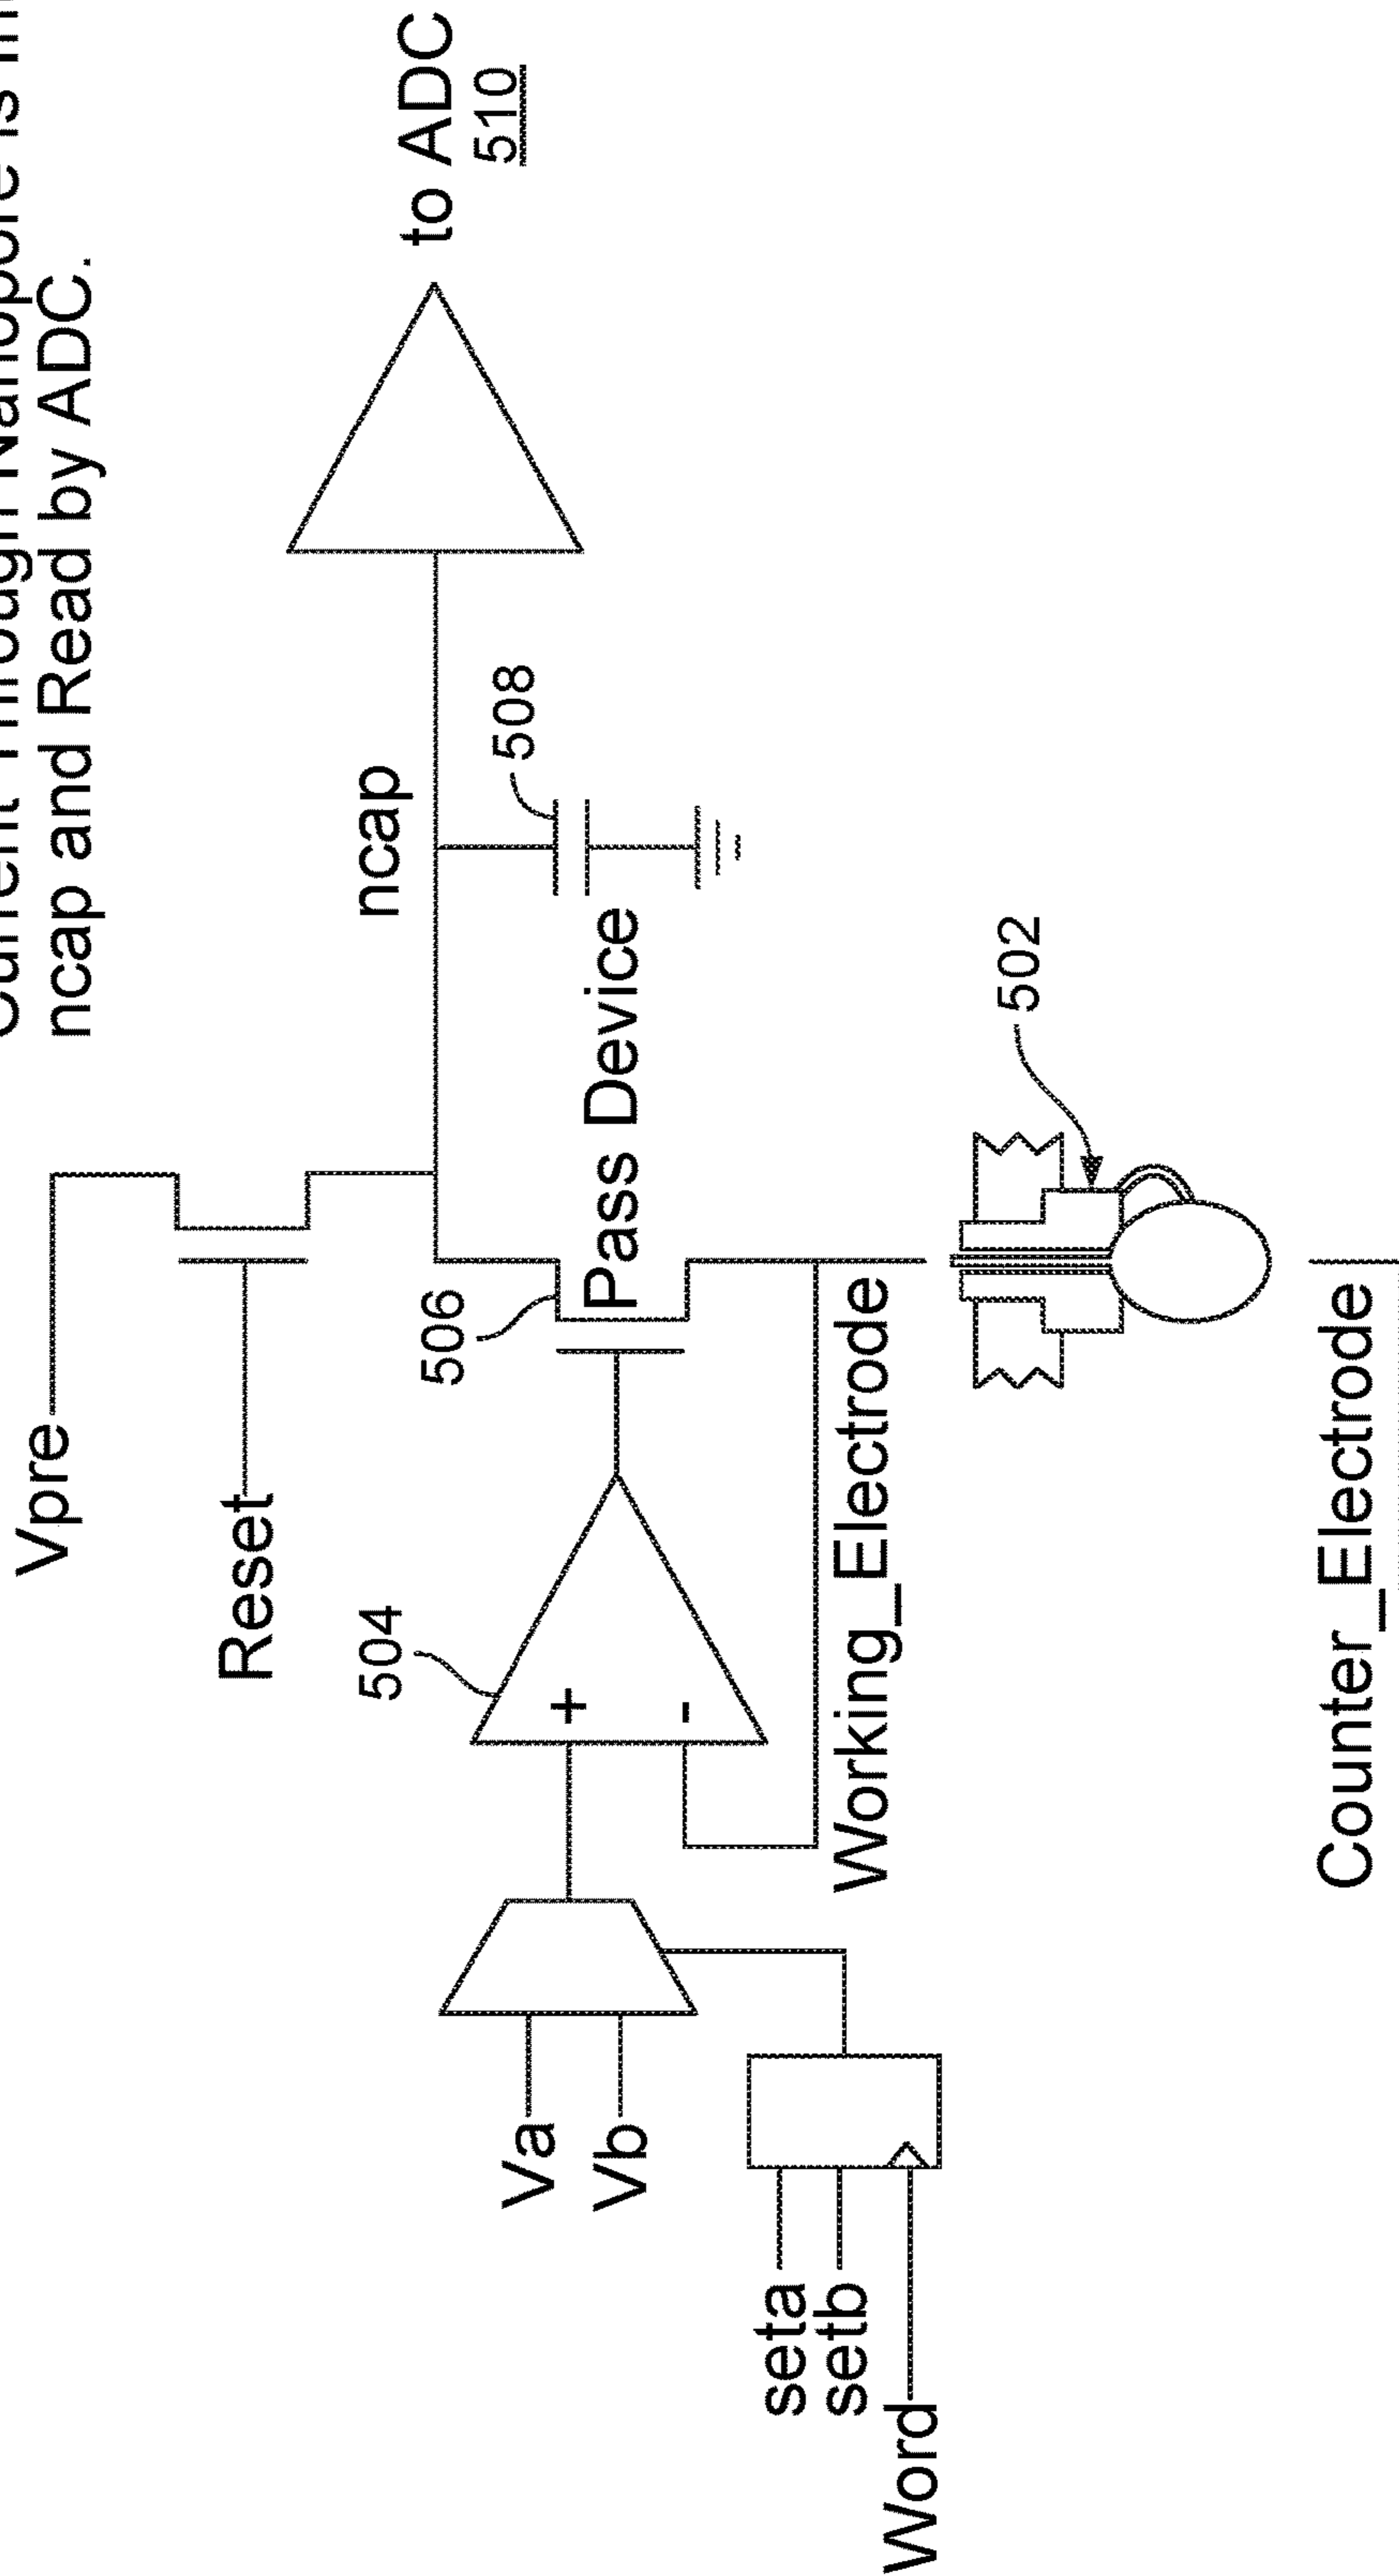 ncap and Read by ADC.
Vpre
Reset
ncap
to ADC
510
504
506
508
Pass Device
Va
Vb
seta
setb
Word
Working_Electrode
502
Counter_Electrode